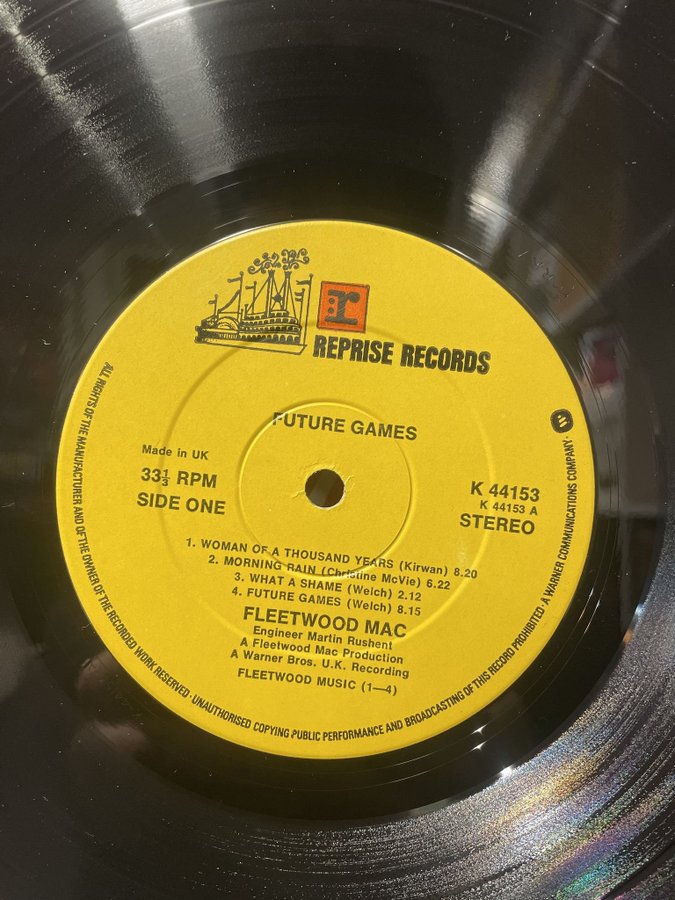 r
REPRISE RECORDS
FUTURE GAMES
Made in UK
33⅓ RPM
SIDE ONE
K 44153
K 44153 A
STEREO
1. WOMAN OF A THOUSAND YEARS (Kirwan) 8.20
2. MORNING RAIN (Christine McVie) 6.22
3. WHAT A SHAME (Welch) 2.12
4. FUTURE GAMES (Welch) 8.15
FLEETWOOD MAC
Engineer Martin Rushent
A Fleetwood Mac Production
A Warner Bros. U.K. Recording
FLEETWOOD MUSIC (1—4)
ALL RIGHTS OF THE MANUFACTURER AND OF THE OWNER OF THE RECORDED WORK RESERVED · UNAUTHORISED COPYING PUBLIC PERFORMANCE AND BROADCASTING OF THIS RECORD PROHIBITED · A WARNER COMMUNICATIONS COMPANY ·